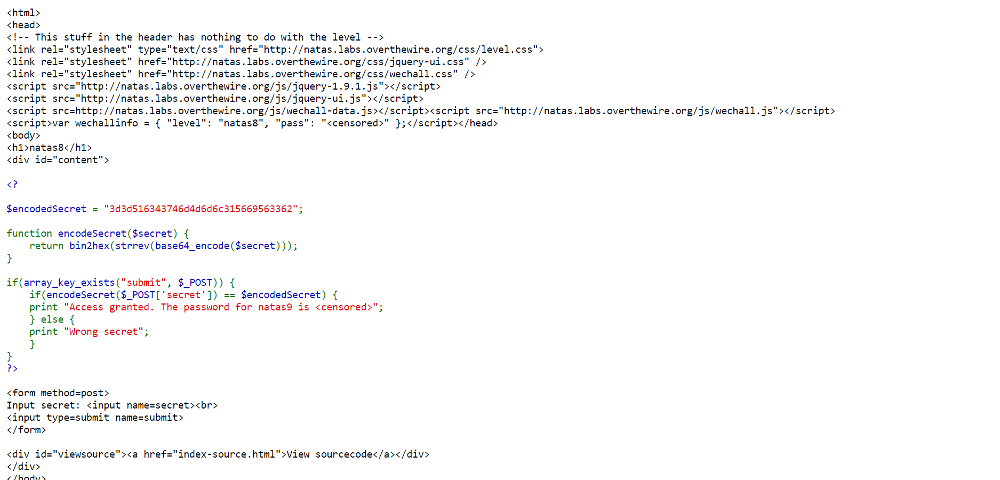 <html>
<head>
<!-- This stuff in the header has nothing to do with the level -->
<link rel="stylesheet" type="text/css" href="http://natas.labs.overthewire.org/css/level.css">
<link rel="stylesheet" href="http://natas.labs.overthewire.org/css/jquery-ui.css" />
<link rel="stylesheet" href="http://natas.labs.overthewire.org/css/wechall.css" />
<script src="http://natas.labs.overthewire.org/js/jquery-1.9.1.js"></script>
<script src="http://natas.labs.overthewire.org/js/jquery-ui.js"></script>
<script src=http://natas.labs.overthewire.org/js/wechall-data.js></script><script src="http://natas.labs.overthewire.org/js/wechall.js"></script>
<script>var wechallinfo = { "level": "natas8", "pass": "<censored>" };</script></head>
<body>
<h1>natas8</h1>
<div id="content">
<?
$encodedSecret = "3d3d516343746d4d6d6c315669563362";
function encodeSecret($secret) {
    return bin2hex(strrev(base64_encode($secret)));
}
if(array_key_exists("submit", $_POST)) {
    if(encodeSecret($_POST['secret']) == $encodedSecret) {
    print "Access granted. The password for natas9 is <censored>";
    } else {
    print "Wrong secret";
    }
}
?>
<form method=post>
Input secret: <input name=secret><br>
<input type=submit name=submit>
</form>
<div id="viewsource"><a href="index-source.html">View sourcecode</a></div>
</div>
</body>